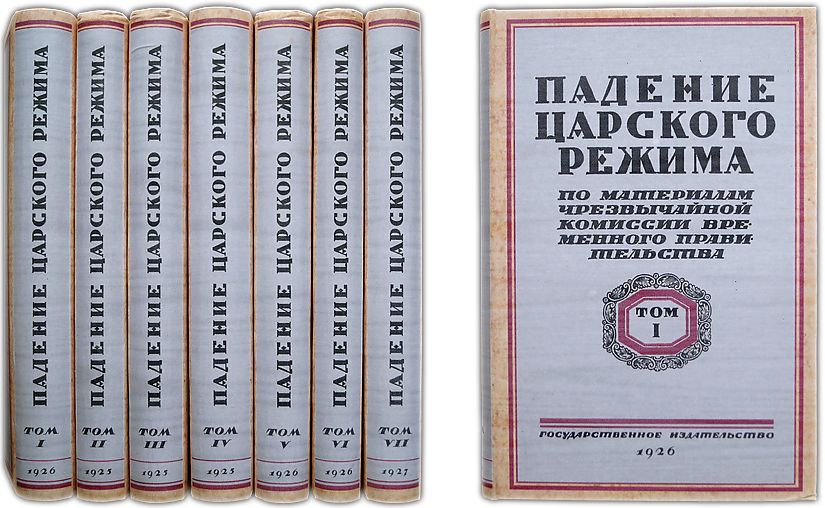 ПАДЕНИЕ ЦАРСКОГО РЕЖИМА
ТОМ
I
1926
ПАДЕНИЕ ЦАРСКОГО РЕЖИМА
ТОМ
II
1925
ПАДЕНИЕ ЦАРСКОГО РЕЖИМА
ТОМ
III
1925
ПАДЕНИЕ ЦАРСКОГО РЕЖИМА
ТОМ
IV
1925
ПАДЕНИЕ ЦАРСКОГО РЕЖИМА
ТОМ
V
1926
ПАДЕНИЕ ЦАРСКОГО РЕЖИМА
ТОМ
VI
1926
ПАДЕНИЕ ЦАРСКОГО РЕЖИМА
ТОМ
VII
1927
ПАДЕНИЕ
ЦАРСКОГО
РЕЖИМА
ПО МАТЕРИАЛАМ
ЧРЕЗВЫЧАЙНОЙ
КОМИССИИ ВРЕ-
МЕННОГО ПРАВИ-
ТЕЛЬСТВА
ТОМ
I
ГОСУДАРСТВЕННОЕ ИЗДАТЕЛЬСТВО
1926